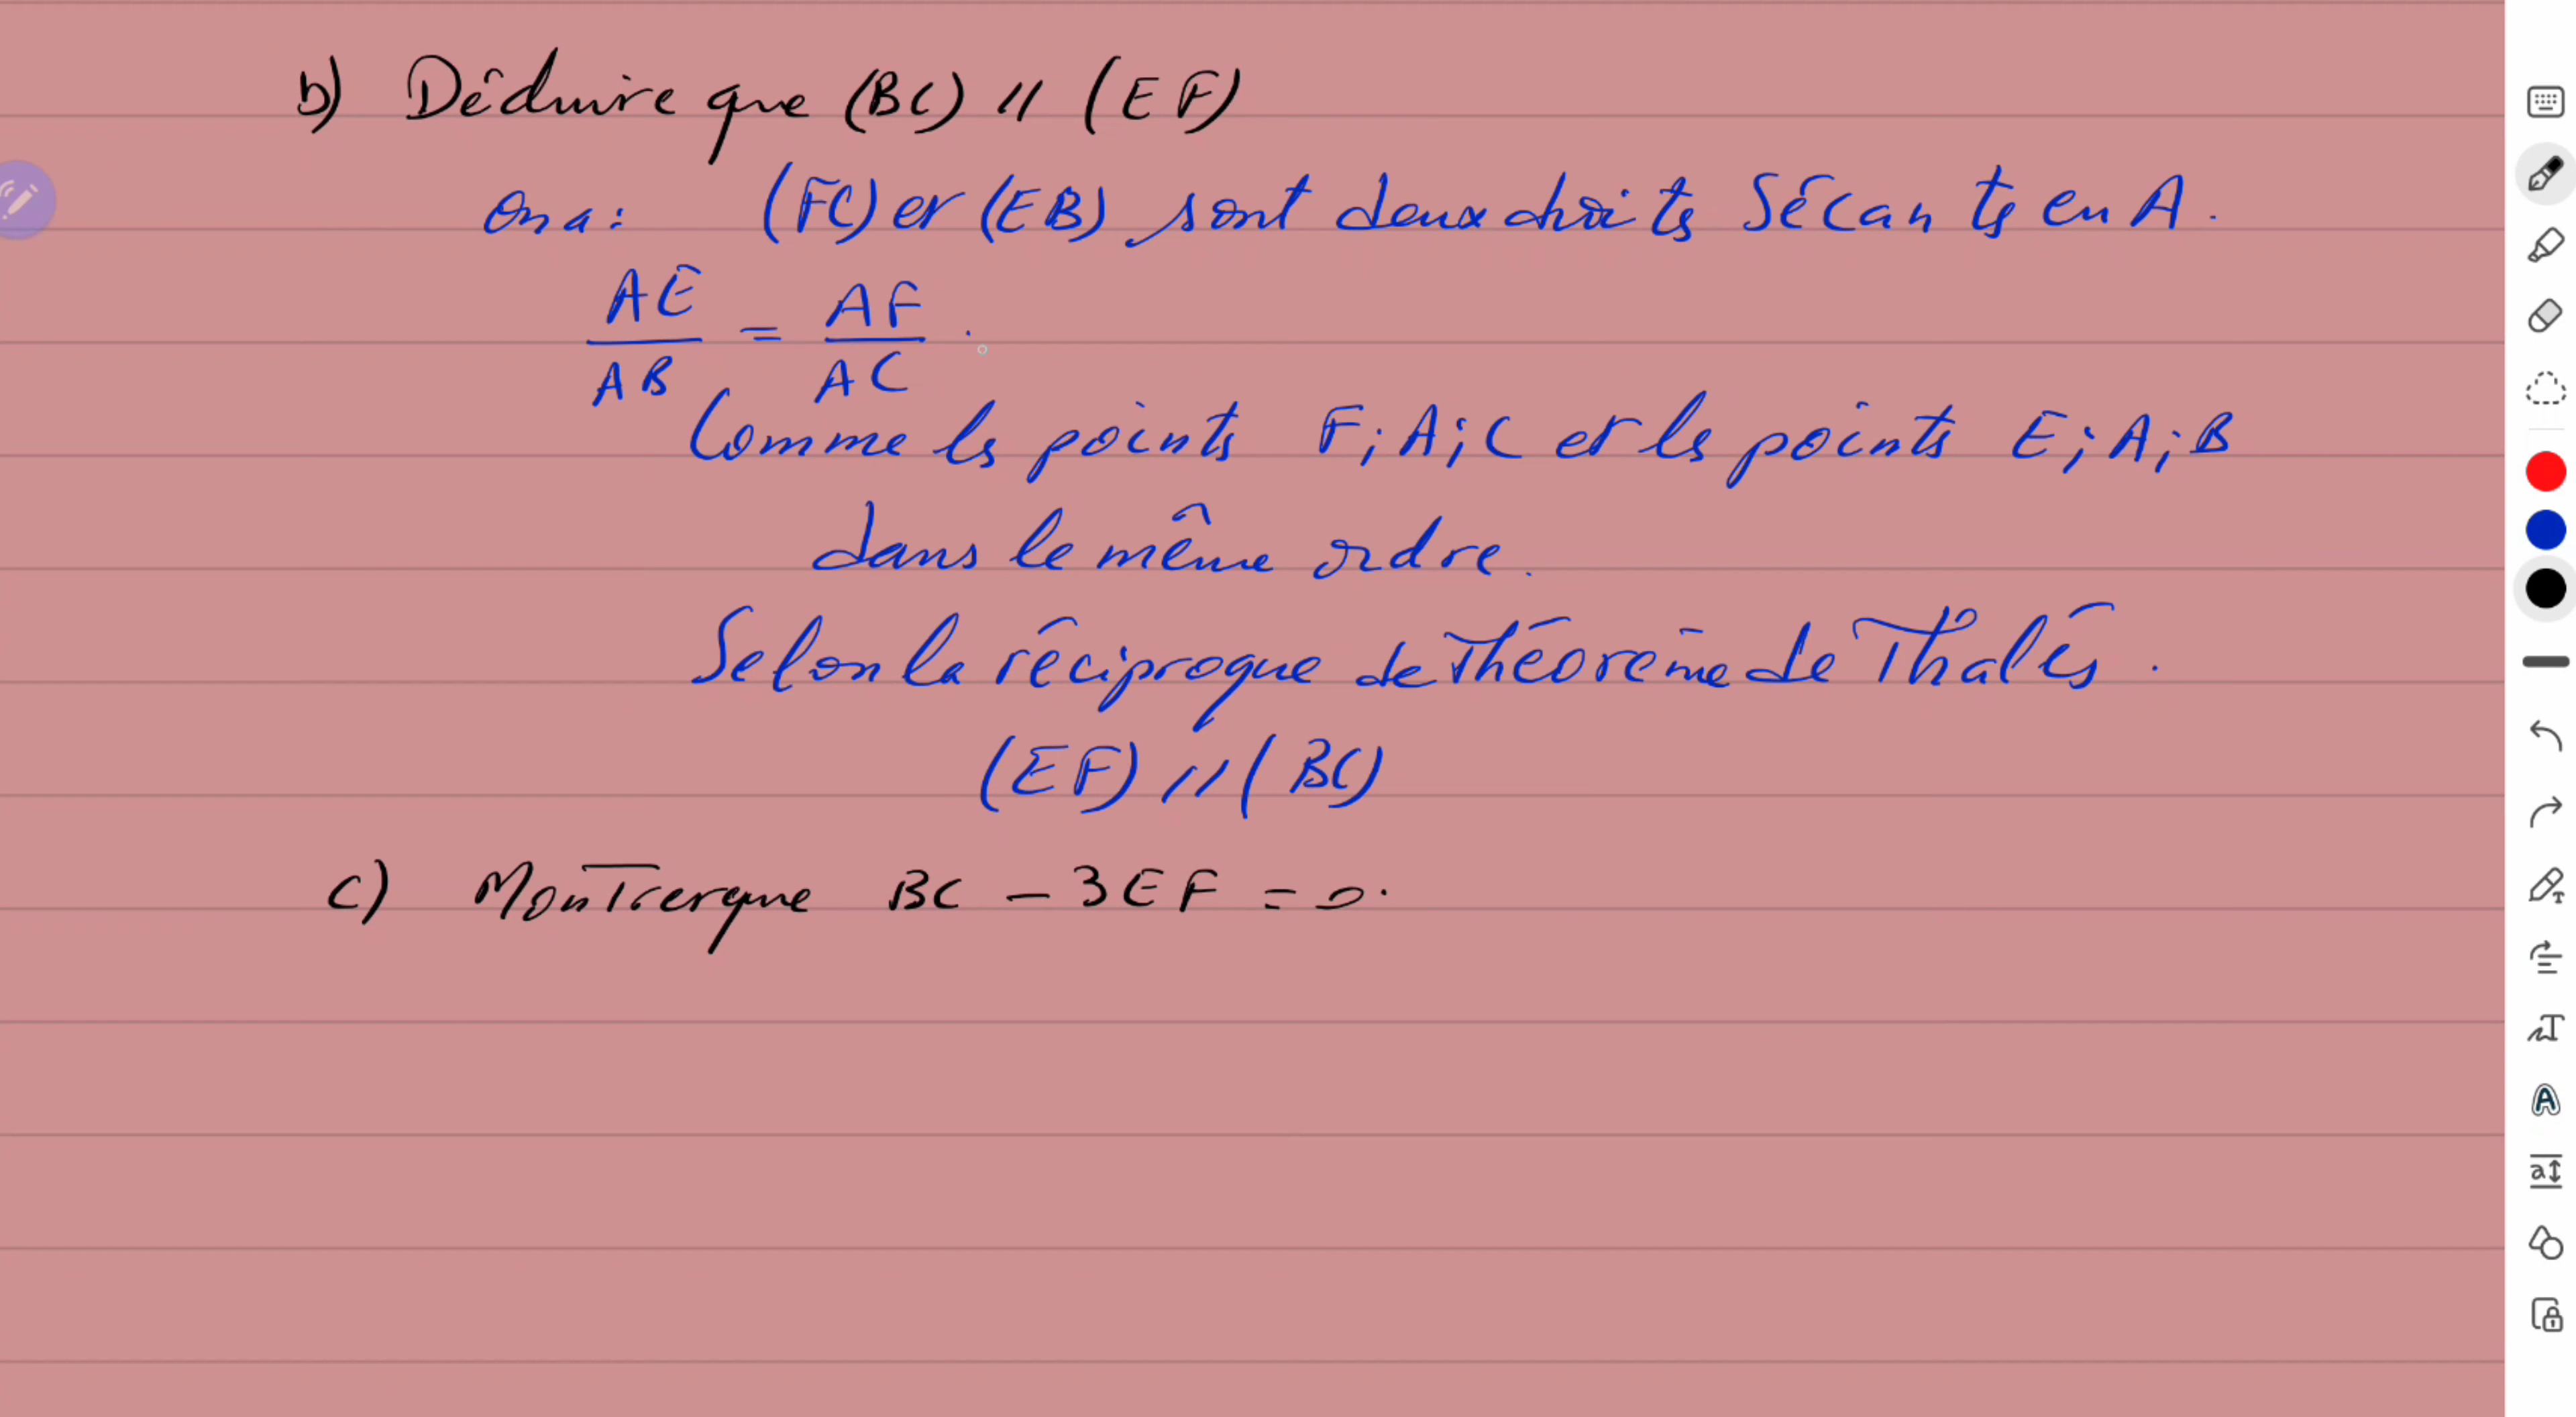 b) Déduire que (BC) // (EF)
on a : (FC) et (EB) sont deux droits sécants en A.
AE/AB = AF/AC .
Comme les points F; A; C et les points E; A; B
dans le même ordre.
Selon la réciproque de théorème de Thalès.
(EF) // (BC)
c) Montrer que BC - 3EF = 0.